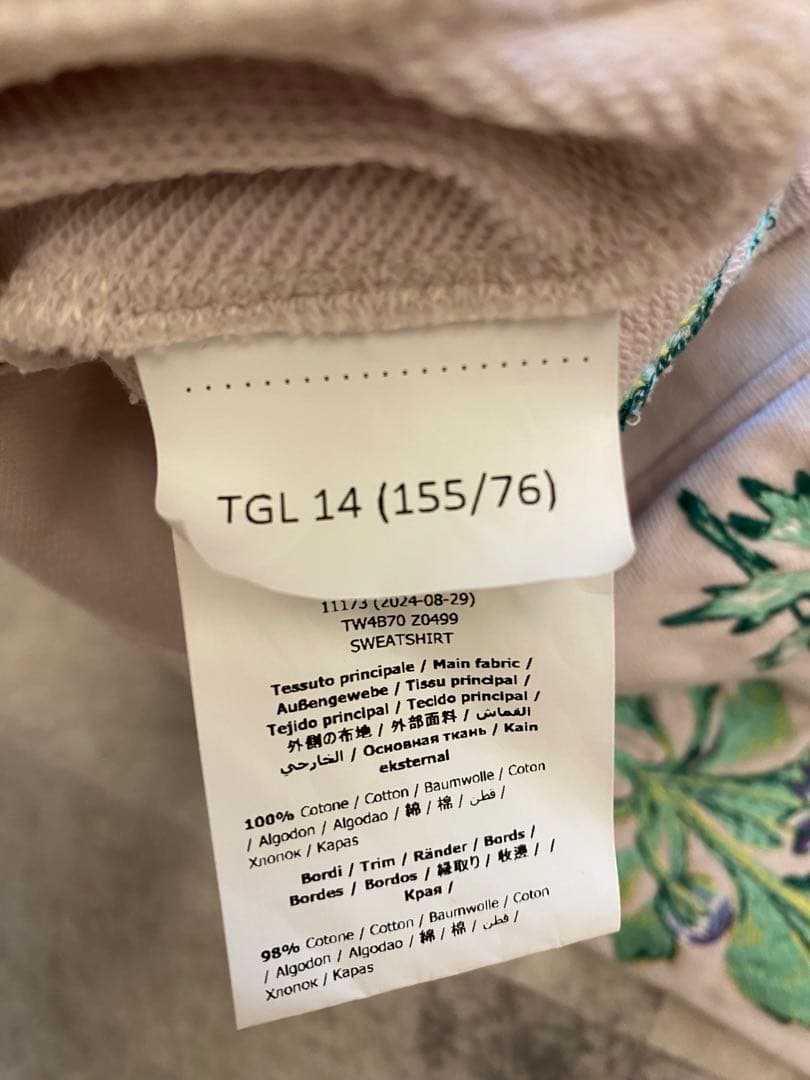 TGL 14 (155/76)
11173 (2024-08-29)
TW4B70 Z0499
SWEATSHIRT
Tessuto principale / Main fabric /
Außengewebe / Tissu principal /
Tejido principal / Tecido principal /
外側の布地 / 外部面料 / القماش
الخارجي / Основная ткань / Kain
eksternal
100% Cotone / Cotton / Baumwolle / Coton
/ Algodon / Algodao / 綿 / 棉 / قطن /
Хлопок / Kapas
Bordi / Trim / Ränder / Bords /
Bordes / Bordos / 縁取り / 收邊 / /
Края /
98% Cotone / Cotton / Baumwolle / Coton
/ Algodon / Algodao / 綿 / 棉 / قطن /
Хлопок / Kapas